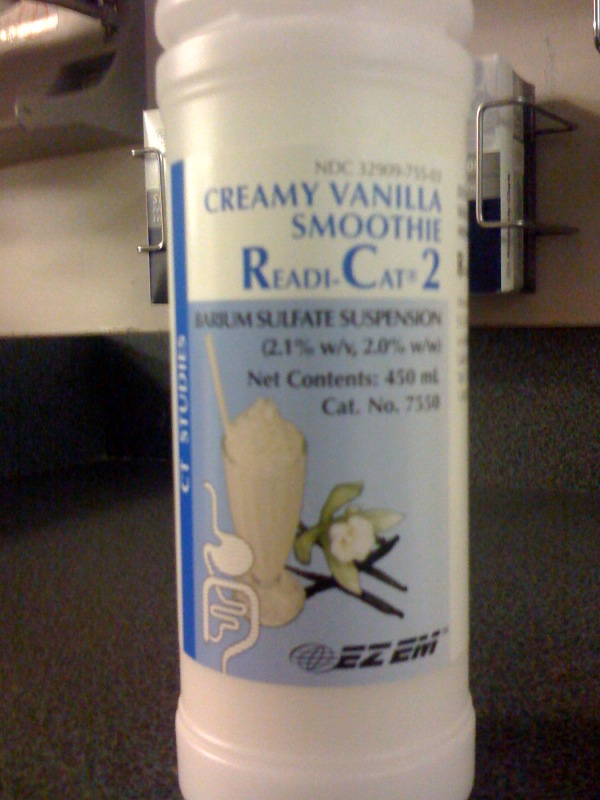 NDC 32909-755-03
CREAMY VANILLA
SMOOTHIE
READI-CAT® 2
BARIUM SULFATE SUSPENSION
(2.1% w/v, 2.0% w/w)
Net Contents: 450 mL
Cat. No. 7550
CT STUDIES
EZEM